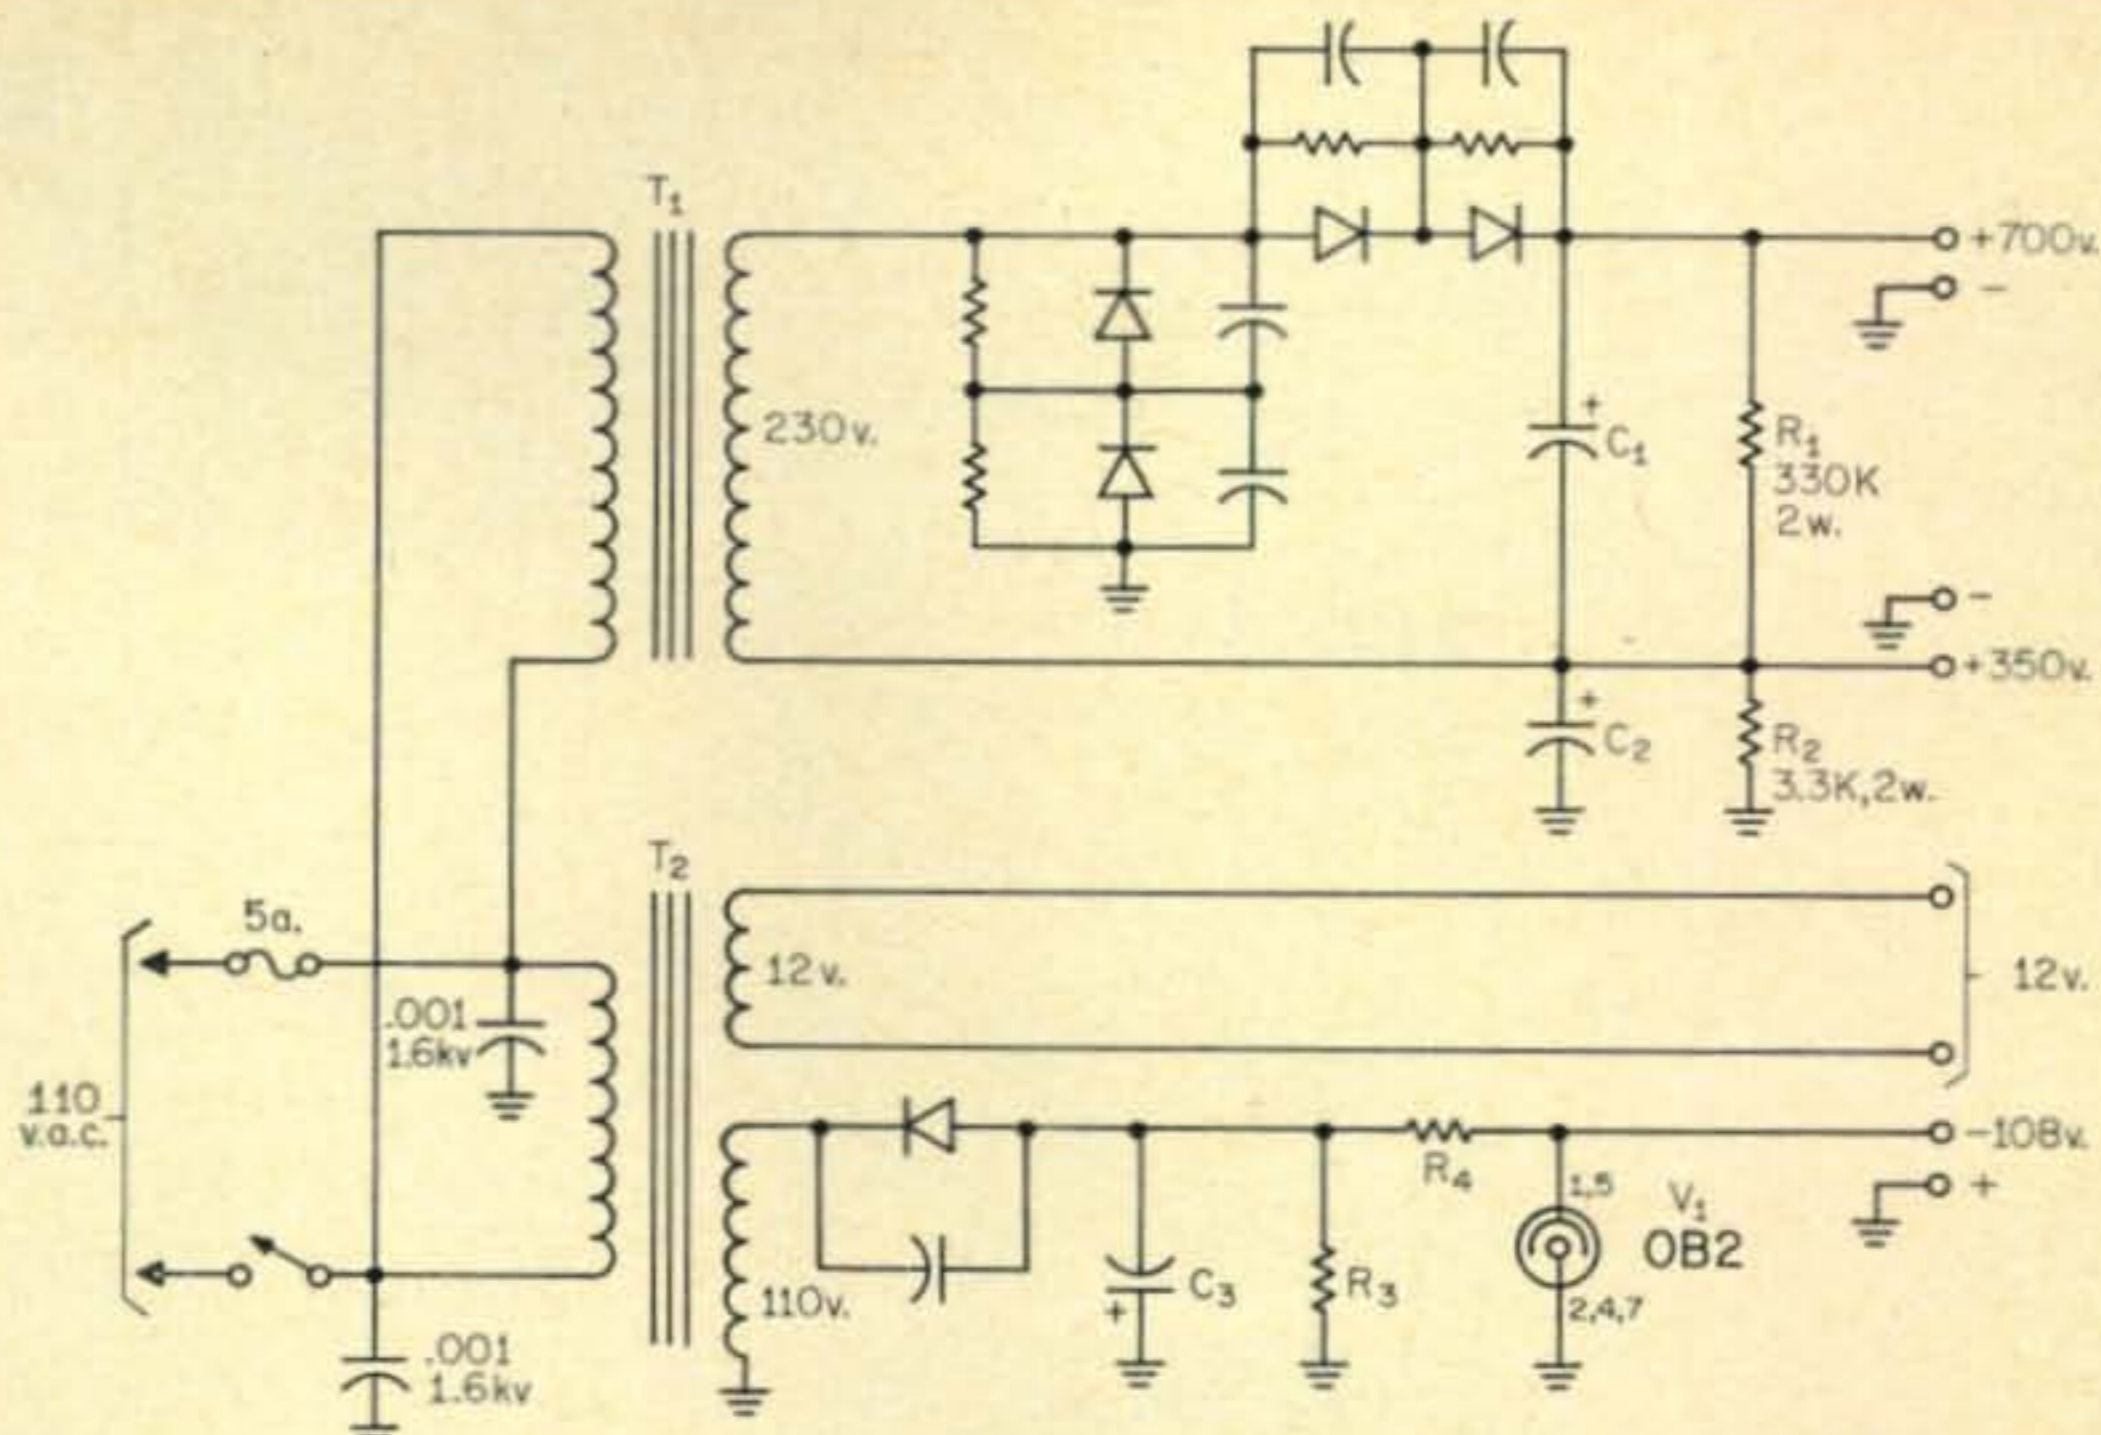 T1
+700v.
-
230v.
+
C1
R1
330K
2w.
-
+350v.
+
C2
R2
3.3K,2w.
T2
5a.
12v.
12v.
.001
1.6kv
110
v.a.c.
-108v.
R4
1,5
V1
OB2
+
110v.
+
C3
R3
2,4,7
.001
1.6kv